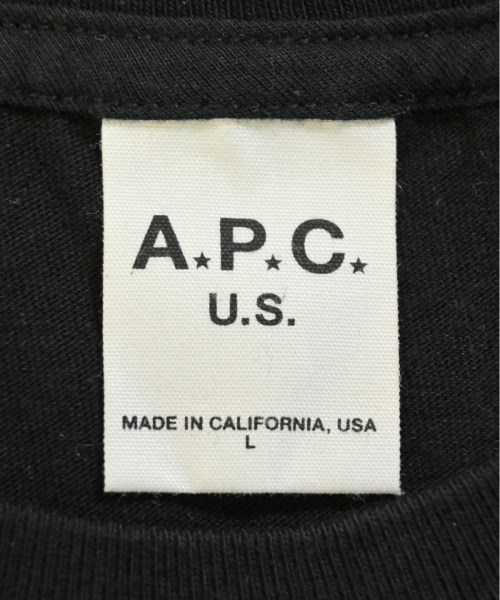 A★P★C★
U.S.
MADE IN CALIFORNIA, USA
L